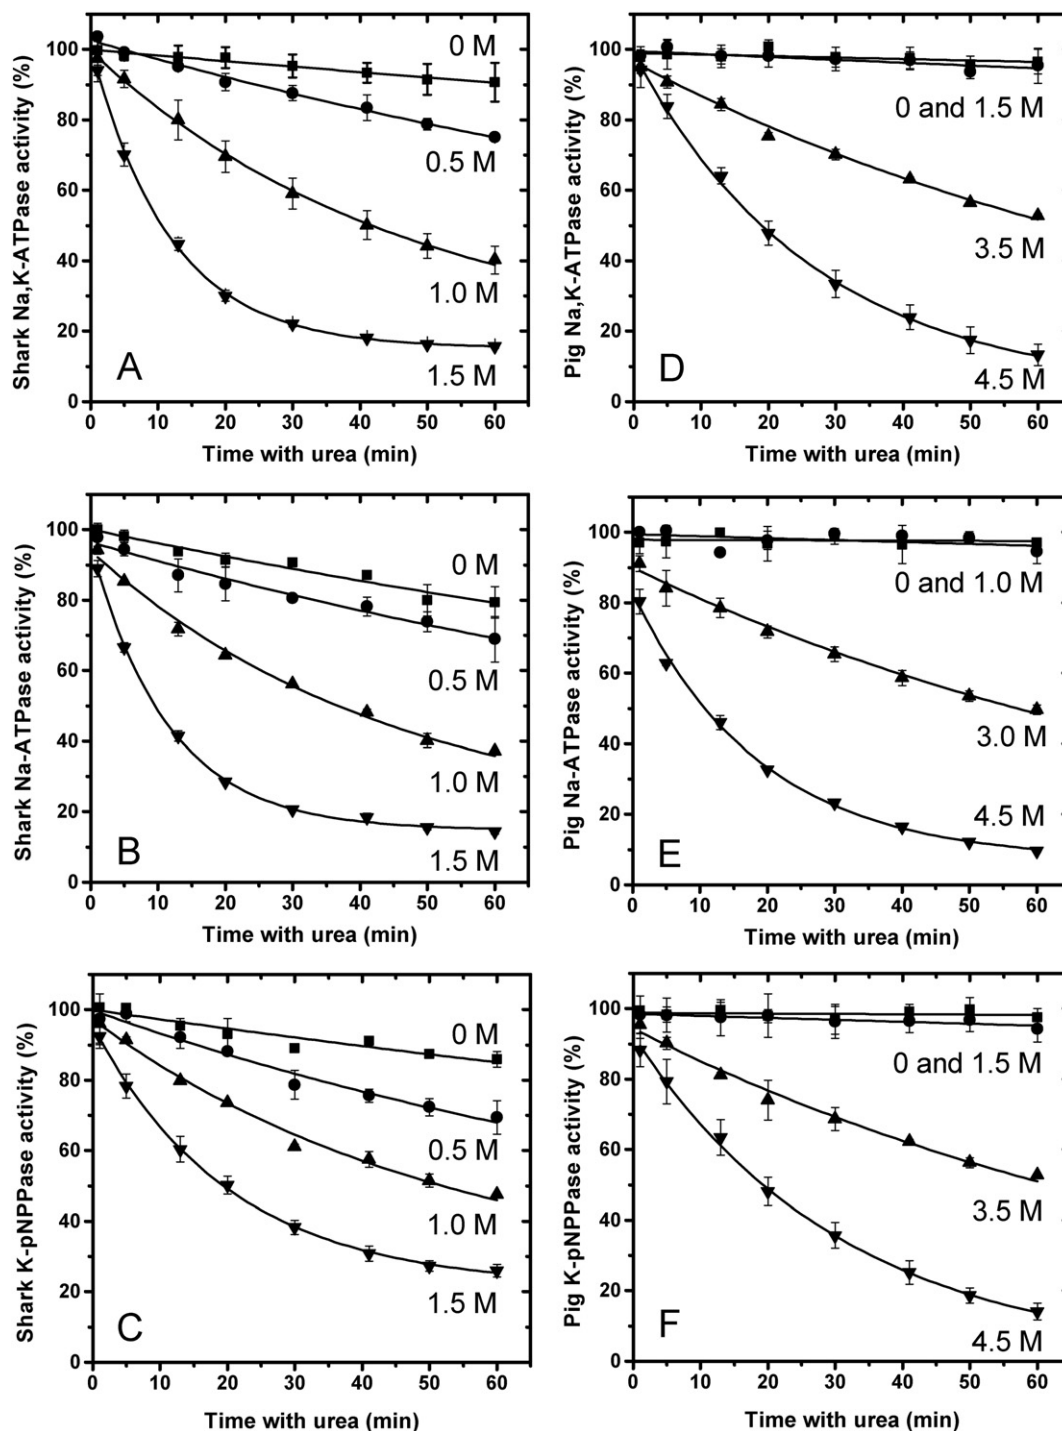 Shark Na,K-ATPase activity (%)
100
80
60
40
20
0
0 M
0.5 M
1.0 M
1.5 M
A
0 10 20 30 40 50 60
Time with urea (min)
Pig Na,K-ATPase activity (%)
100
80
60
40
20
0
0 and 1.5 M
3.5 M
4.5 M
D
0 10 20 30 40 50 60
Time with urea (min)
Shark Na-ATPase activity (%)
100
80
60
40
20
0
0 M
0.5 M
1.0 M
1.5 M
B
0 10 20 30 40 50 60
Time with urea (min)
Pig Na-ATPase activity (%)
100
80
60
40
20
0
0 and 1.0 M
3.0 M
4.5 M
E
0 10 20 30 40 50 60
Time with urea (min)
Shark K-pNPPase activity (%)
100
80
60
40
20
0
0 M
0.5 M
1.0 M
1.5 M
C
0 10 20 30 40 50 60
Time with urea (min)
Pig K-pNPPase activity (%)
100
80
60
40
20
0
0 and 1.5 M
3.5 M
4.5 M
F
0 10 20 30 40 50 60
Time with urea (min)